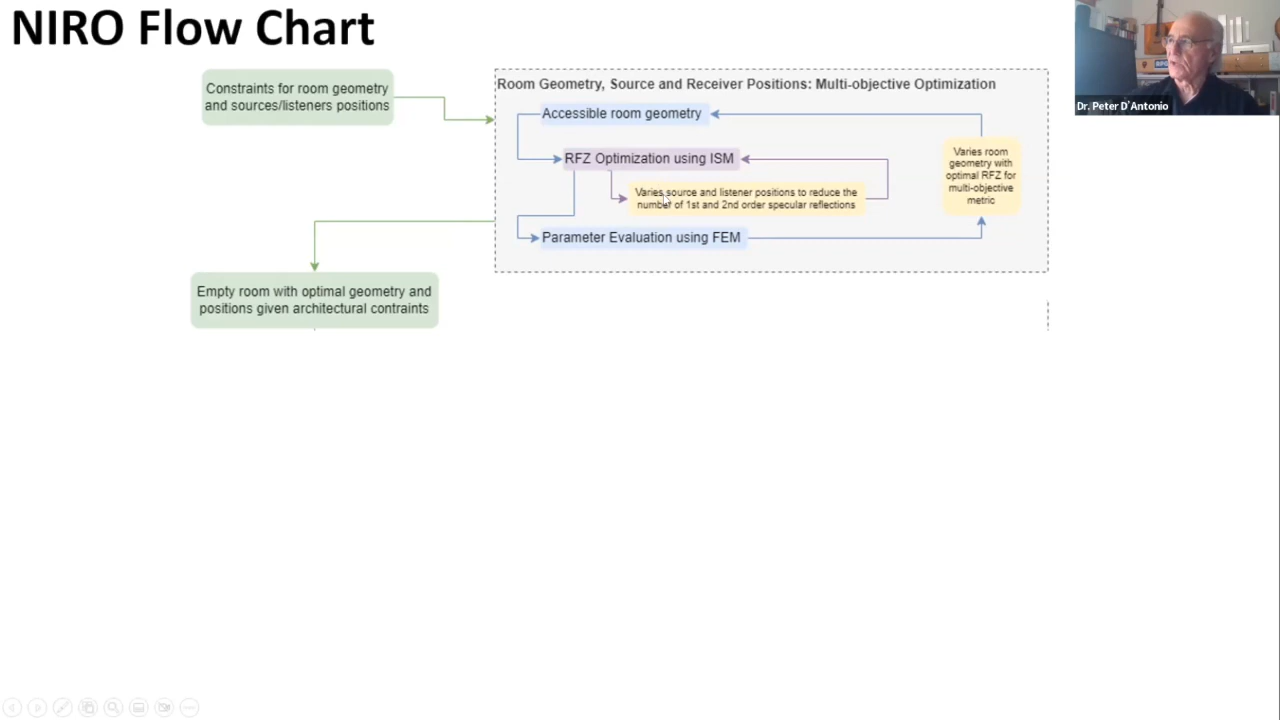 NIRO Flow Chart
Constraints for room geometry
and sources/listeners positions
Room Geometry, Source and Receiver Positions: Multi-objective Optimization
Accessible room geometry
RFZ Optimization using ISM
Varies source and listener positions to reduce the
number of 1st and 2nd order specular reflections
Parameter Evaluation using FEM
Varies room
geometry with
optimal RFZ for
multi-objective
metric
Empty room with optimal geometry and
positions given architectural contraints
Dr. Peter D'Antonio